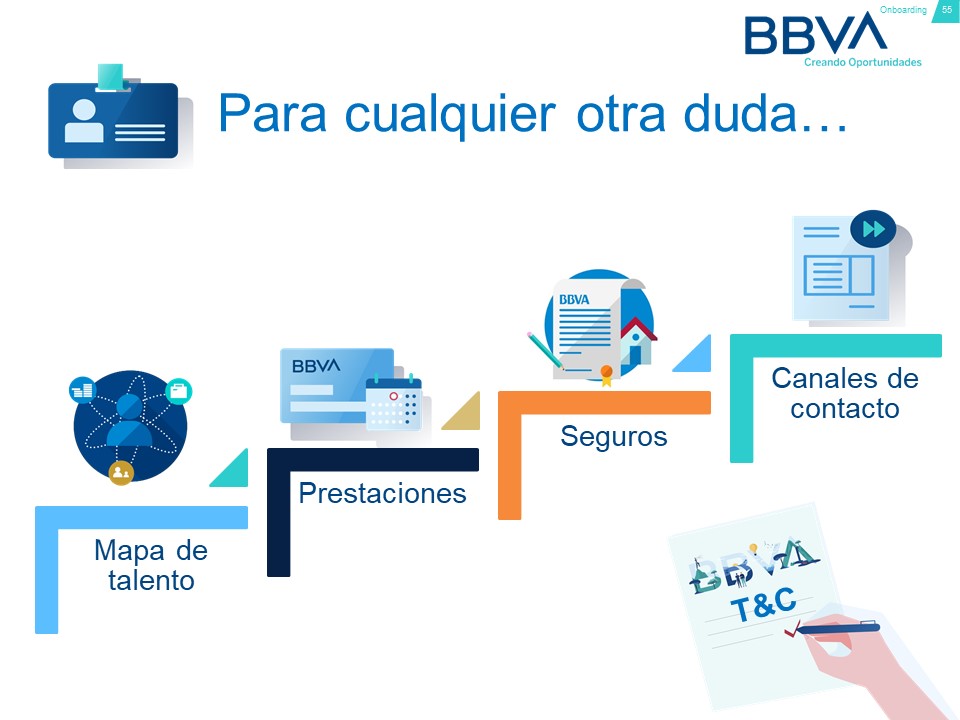 Onboarding 55
BBVA
Creando Oportunidades
Para cualquier otra duda…
BBVA
Canales de
contacto
BBVA
Seguros
Prestaciones
Mapa de
talento
BBVA
T&C